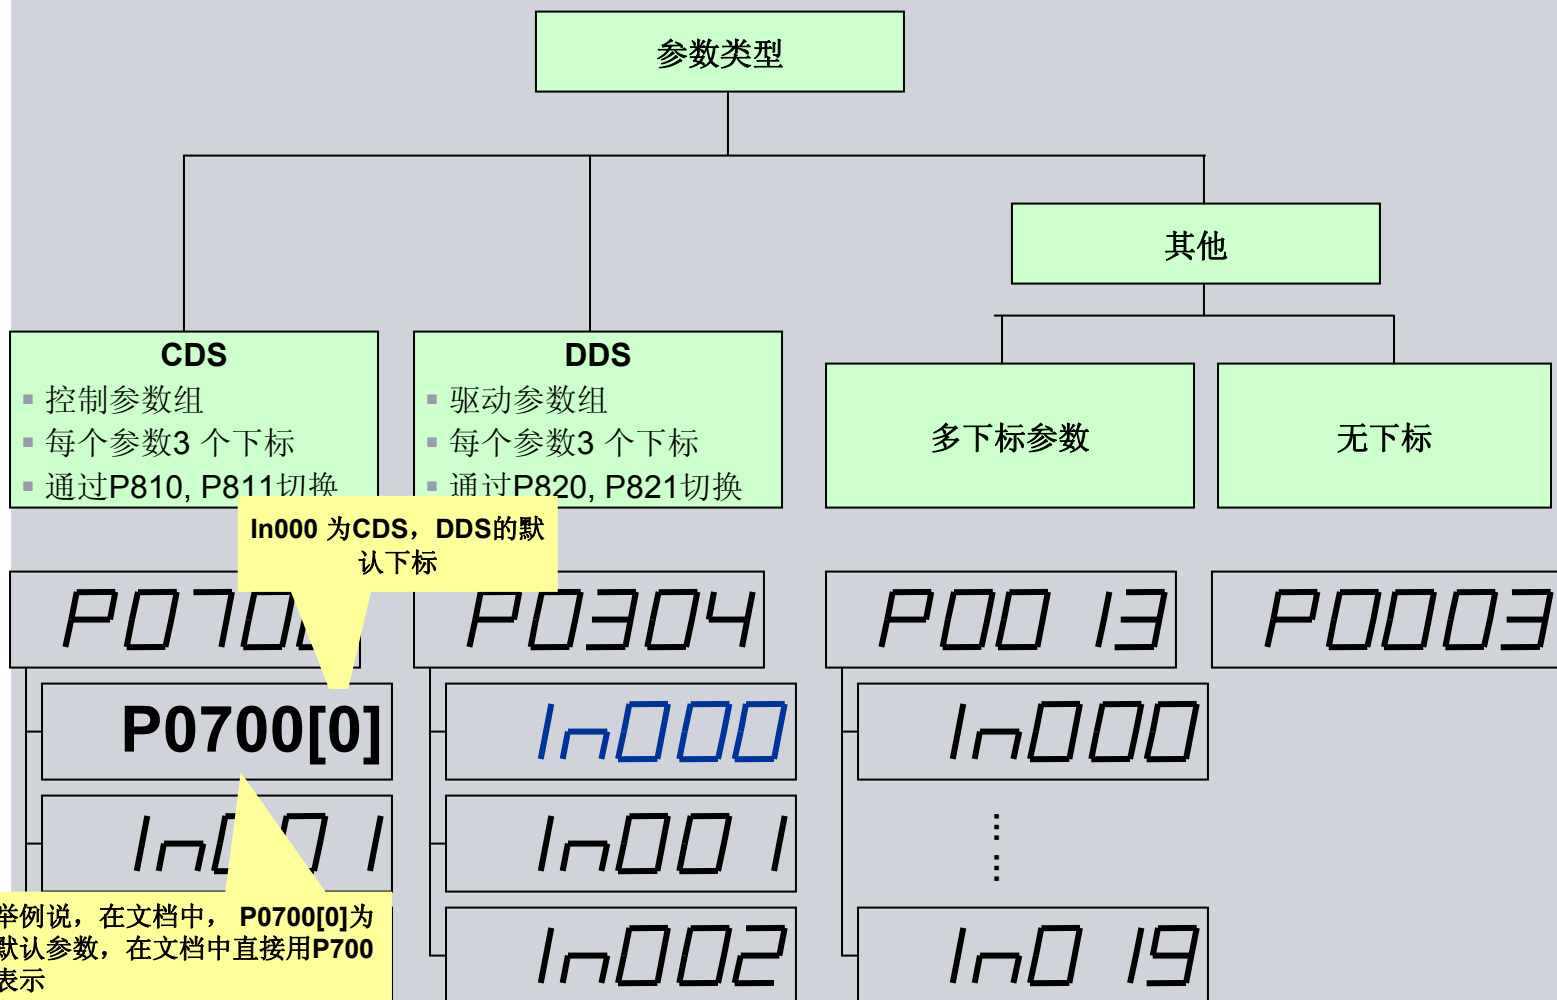 参数类型
其他
CDS
▪ 控制参数组
▪ 每个参数3 个下标
▪ 通过P810, P811切换
DDS
▪ 驱动参数组
▪ 每个参数3 个下标
▪ 通过P820, P821切换
多下标参数
无下标
In000 为CDS，DDS的默
认下标
P0700
P0304
P0013
P0003
P0700[0]
In000
In000
In001
In001
⋮
⋮
举例说，在文档中， P0700[0]为
默认参数，在文档中直接用P700
表示
In002
In019